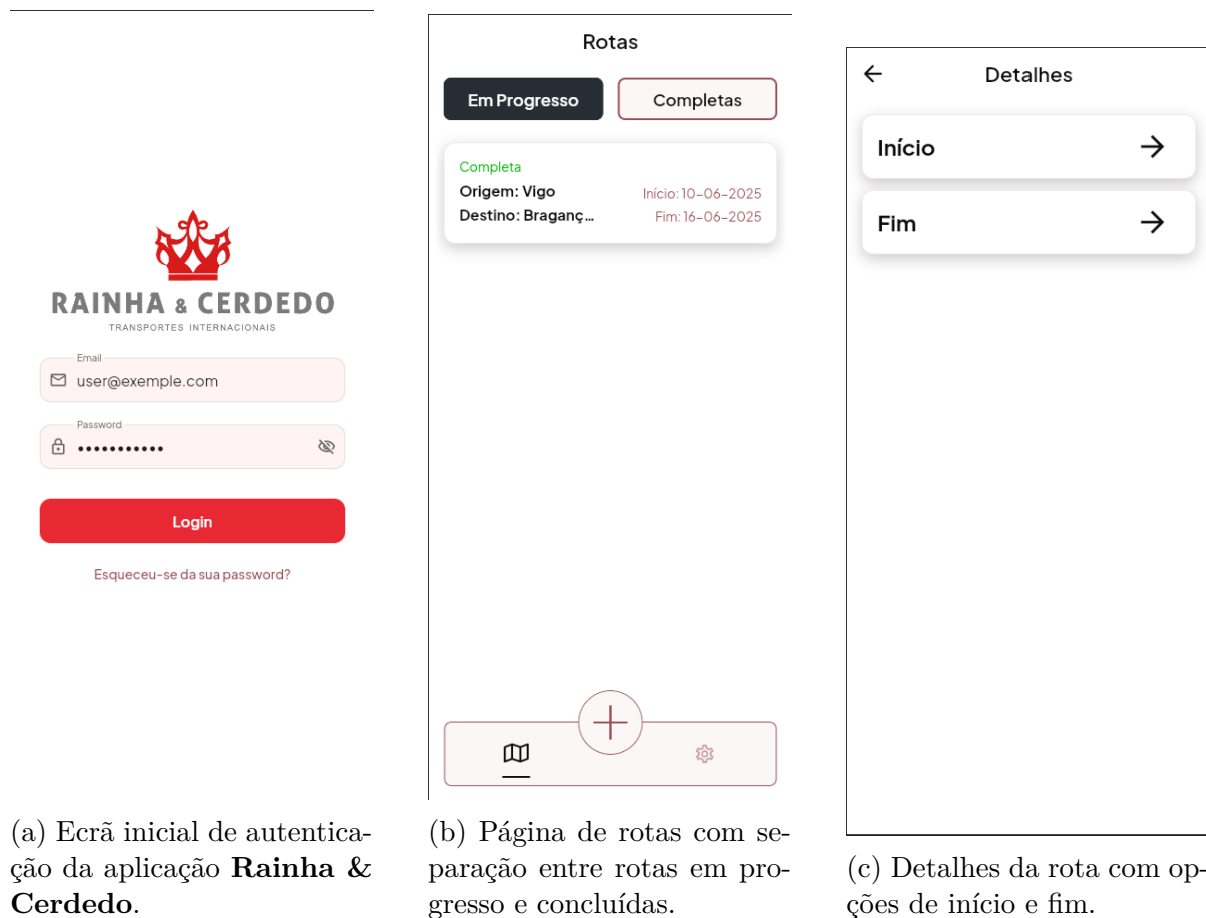 RAINHA & CERDEDO
TRANSPORTES INTERNACIONAIS
Email
user@exemple.com
Password
•••••••••••
Login
Esqueceu-se da sua password?
(a) Ecrã inicial de autentica-
ção da aplicação Rainha &
Cerdedo.
Rotas
Em Progresso
Completas
Completa
Origem: Vigo
Início: 10-06-2025
Destino: Braganç...
Fim: 16-06-2025
(b) Página de rotas com se-
paração entre rotas em pro-
gresso e concluídas.
Detalhes
Início
Fim
(c) Detalhes da rota com op-
ções de início e fim.